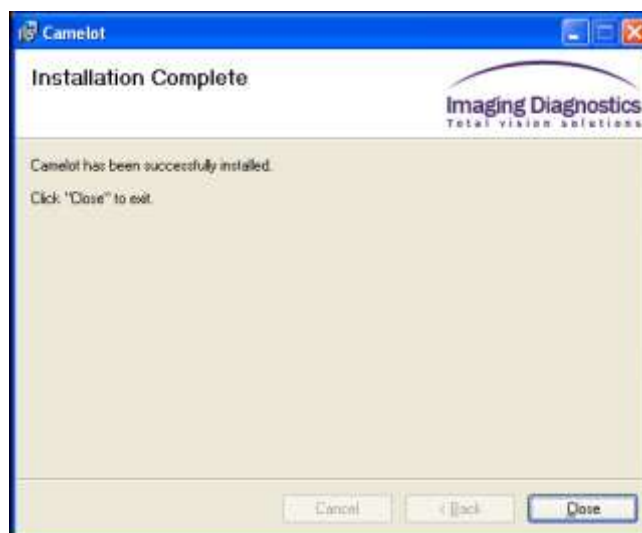 Camelot
Installation Complete
Imaging Diagnostics
Total vision solutions
Camelot has been successfully installed.
Click "Close" to exit.
Cancel
< Back
Close